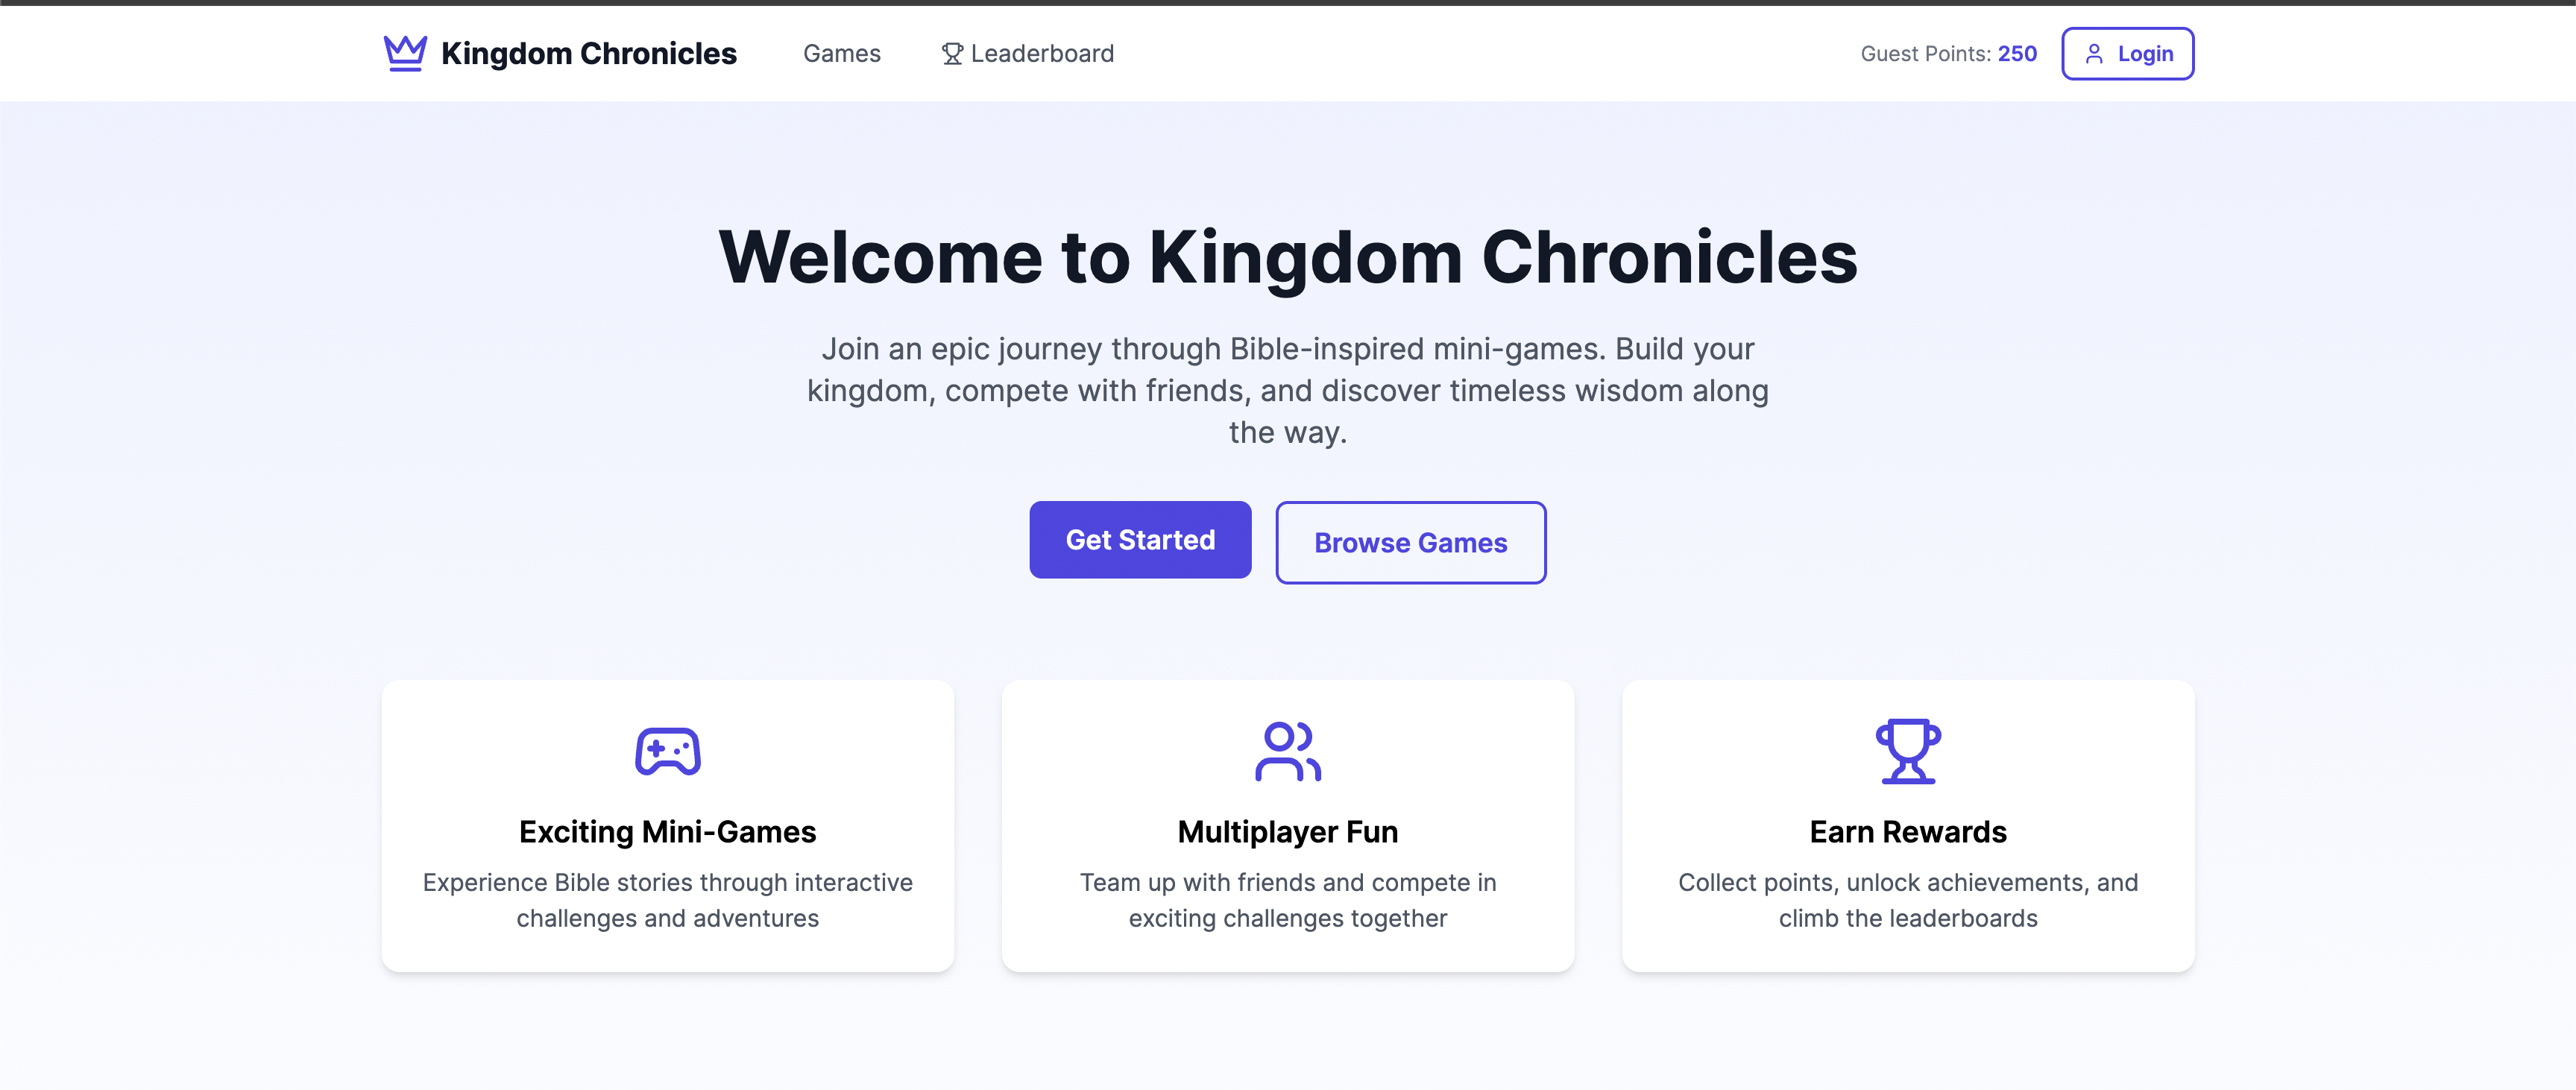 Kingdom Chronicles
Games
Leaderboard
Guest Points: 250
Login
Welcome to Kingdom Chronicles
Join an epic journey through Bible-inspired mini-games. Build your
kingdom, compete with friends, and discover timeless wisdom along
the way.
Get Started
Browse Games
Exciting Mini-Games
Experience Bible stories through interactive
challenges and adventures
Multiplayer Fun
Team up with friends and compete in
exciting challenges together
Earn Rewards
Collect points, unlock achievements, and
climb the leaderboards